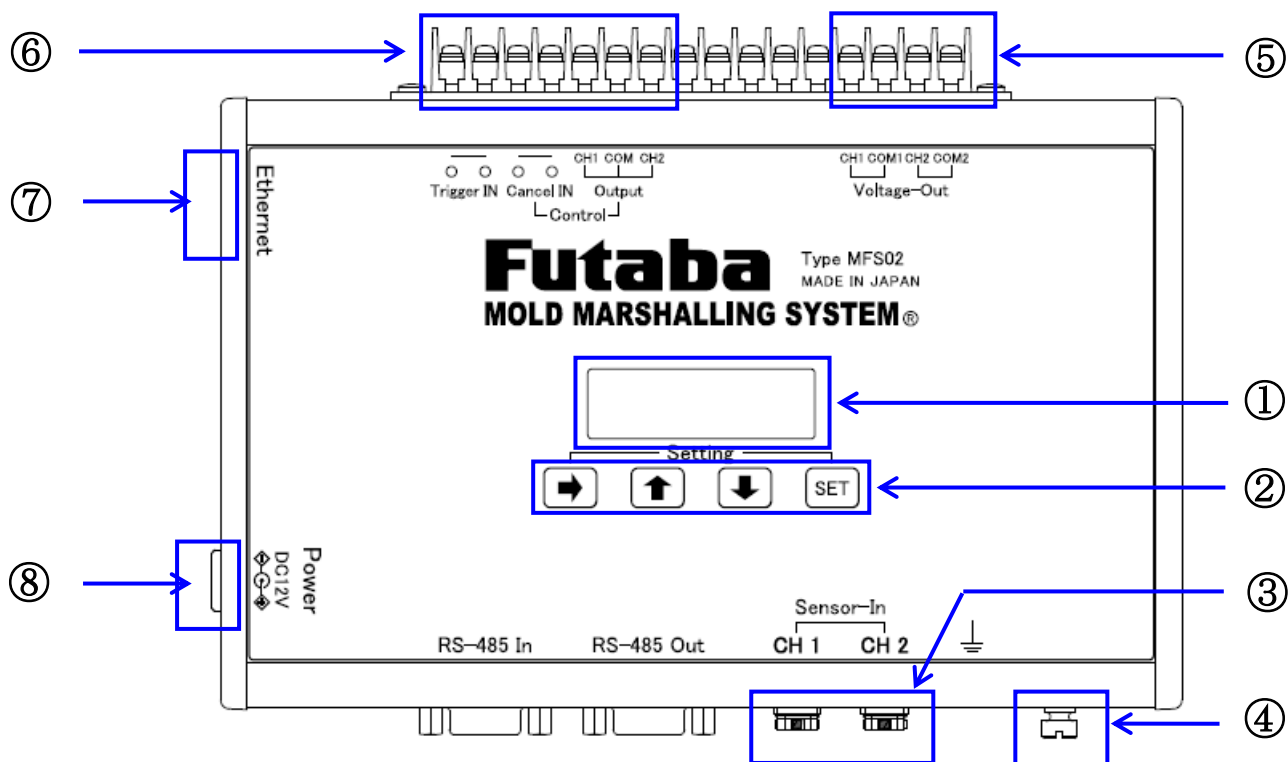 ⑥
⑤
CH1 COM CH2
CH1 COM1 CH2 COM2
Trigger IN Cancel IN Output
Voltage-Out
Control
⑦
Ethernet
Futaba
Type MFS02
MADE IN JAPAN
MOLD MARSHALLING SYSTEM®
①
Setting
SET
②
⑧
Power
DC12V
③
Sensor-In
RS-485 In RS-485 Out CH 1 CH 2
④